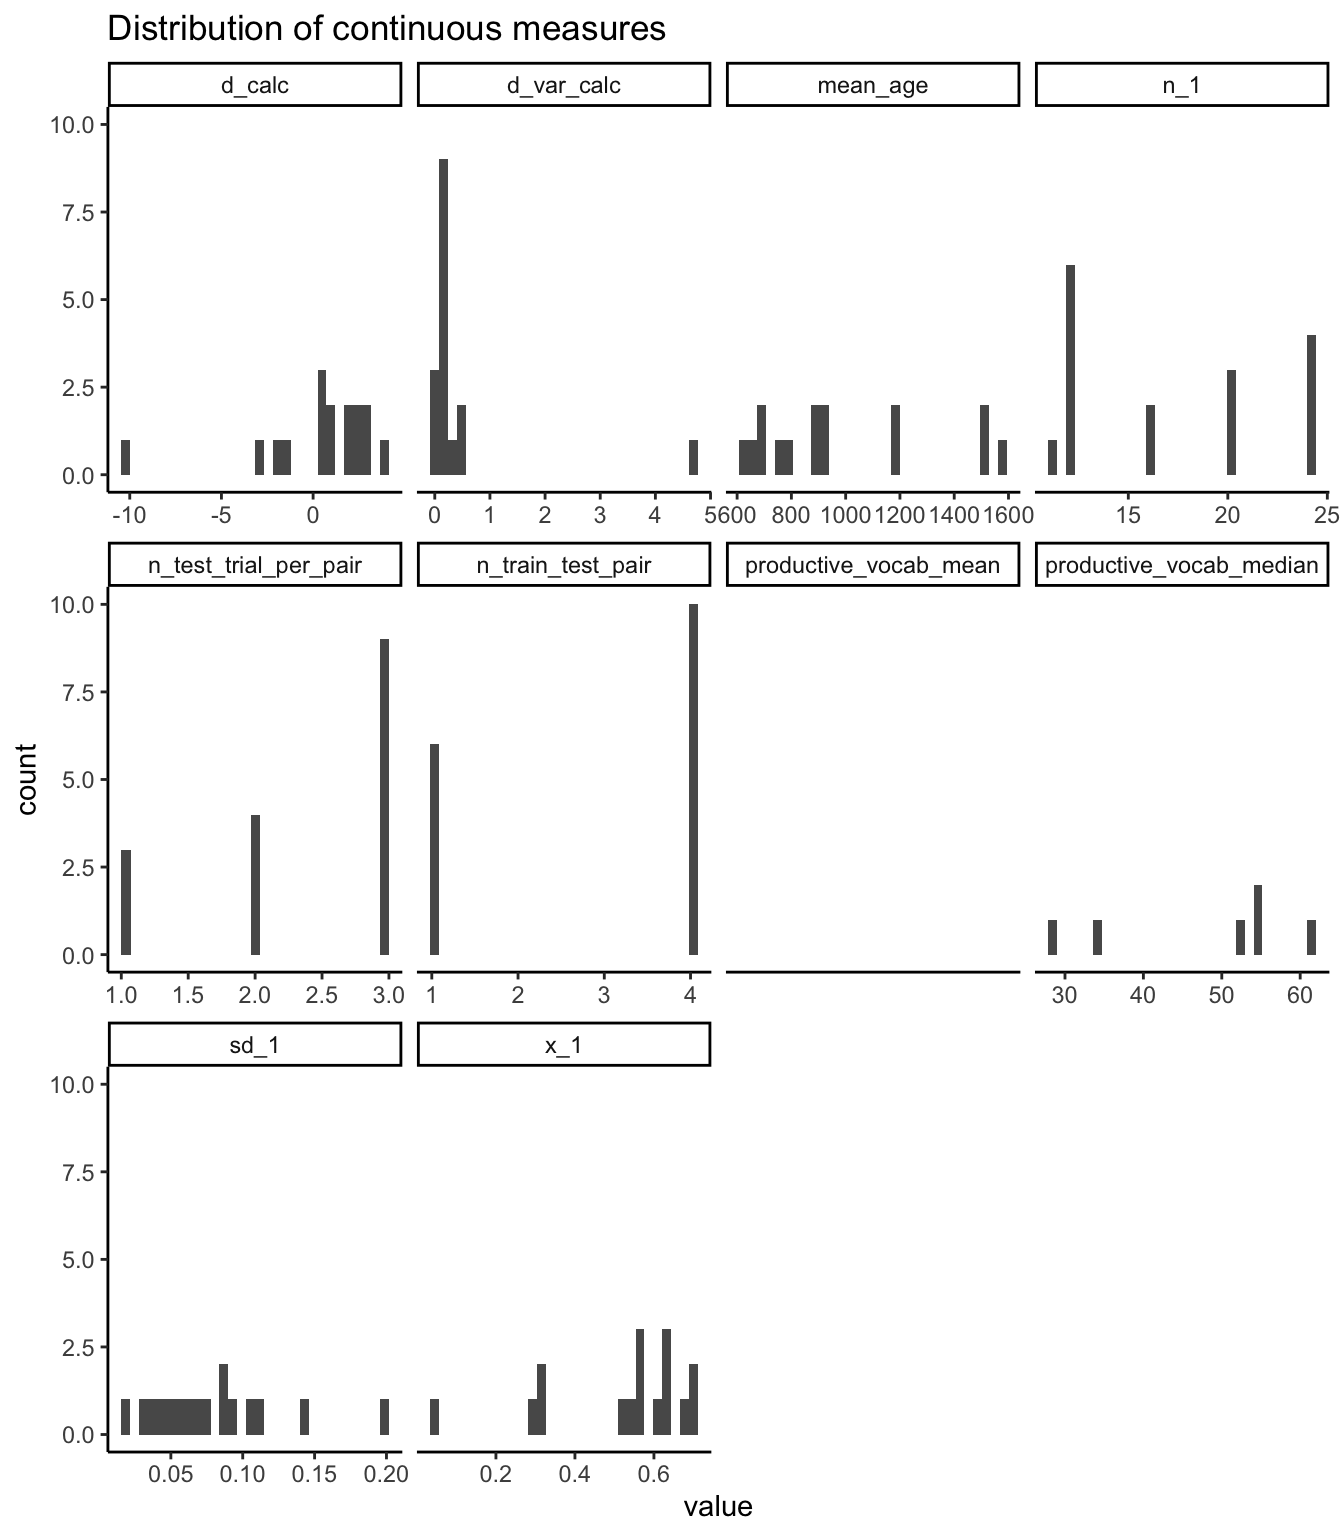 Distribution of continuous measures
d_calc d_var_calc mean_age n_1
10.0
7.5
5.0
2.5
0.0
-10 -5 0 0 1 2 3 4 5 600 800 1000 1200 1400 1600 15 20 25
n_test_trial_per_pair n_train_test_pair productive_vocab_mean productive_vocab_median
10.0
7.5
5.0
2.5
0.0
count
1.0 1.5 2.0 2.5 3.0 1 2 3 4 30 40 50 60
sd_1 x_1
10.0
7.5
5.0
2.5
0.0
0.05 0.10 0.15 0.20 0.2 0.4 0.6
value